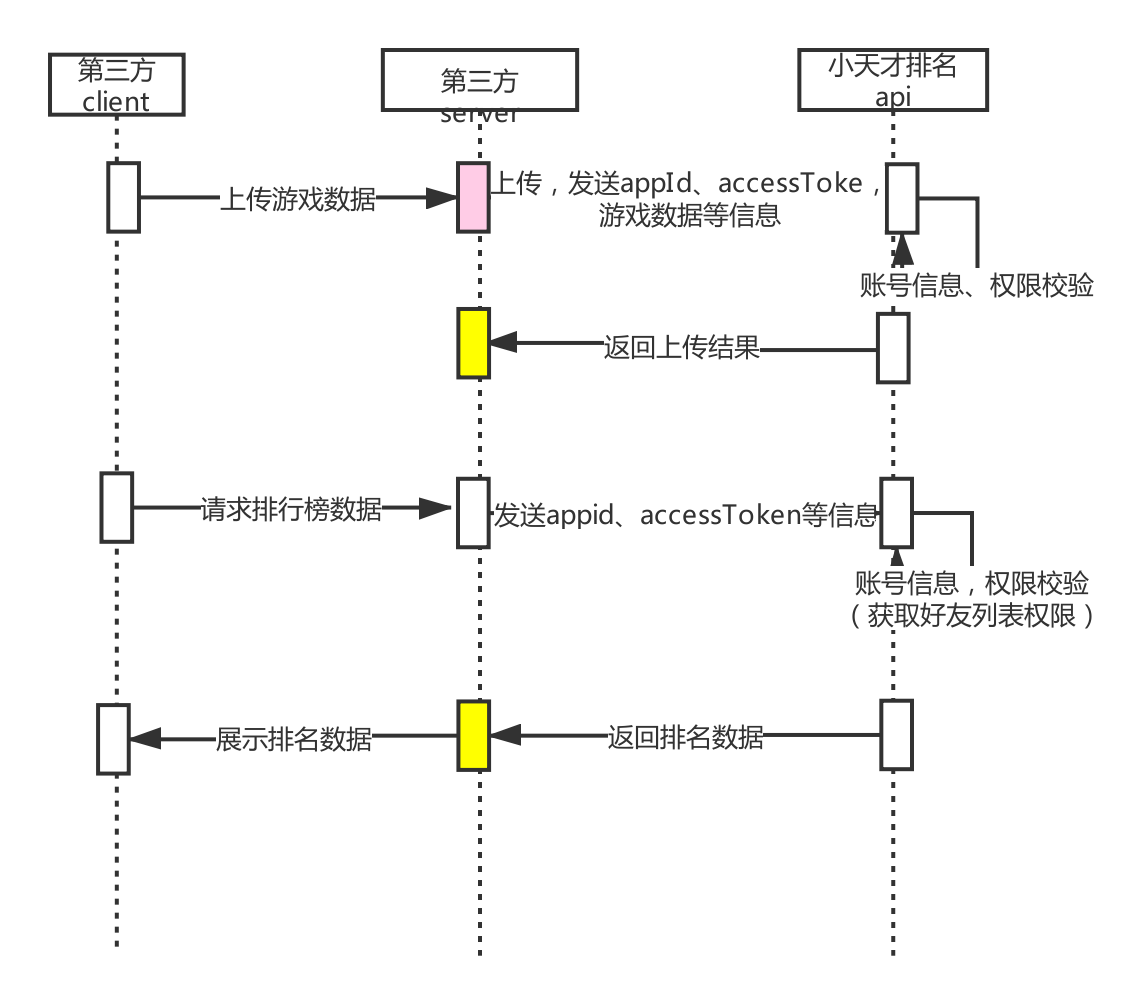 第三方
client
第三方
server
小天才排名
api
上传游戏数据
上传，发送appId、accessToke，
游戏数据等信息
账号信息、权限校验
返回上传结果
请求排行榜数据
发送appid、accessToken等信息
账号信息，权限校验
（获取好友列表权限）
展示排名数据
返回排名数据